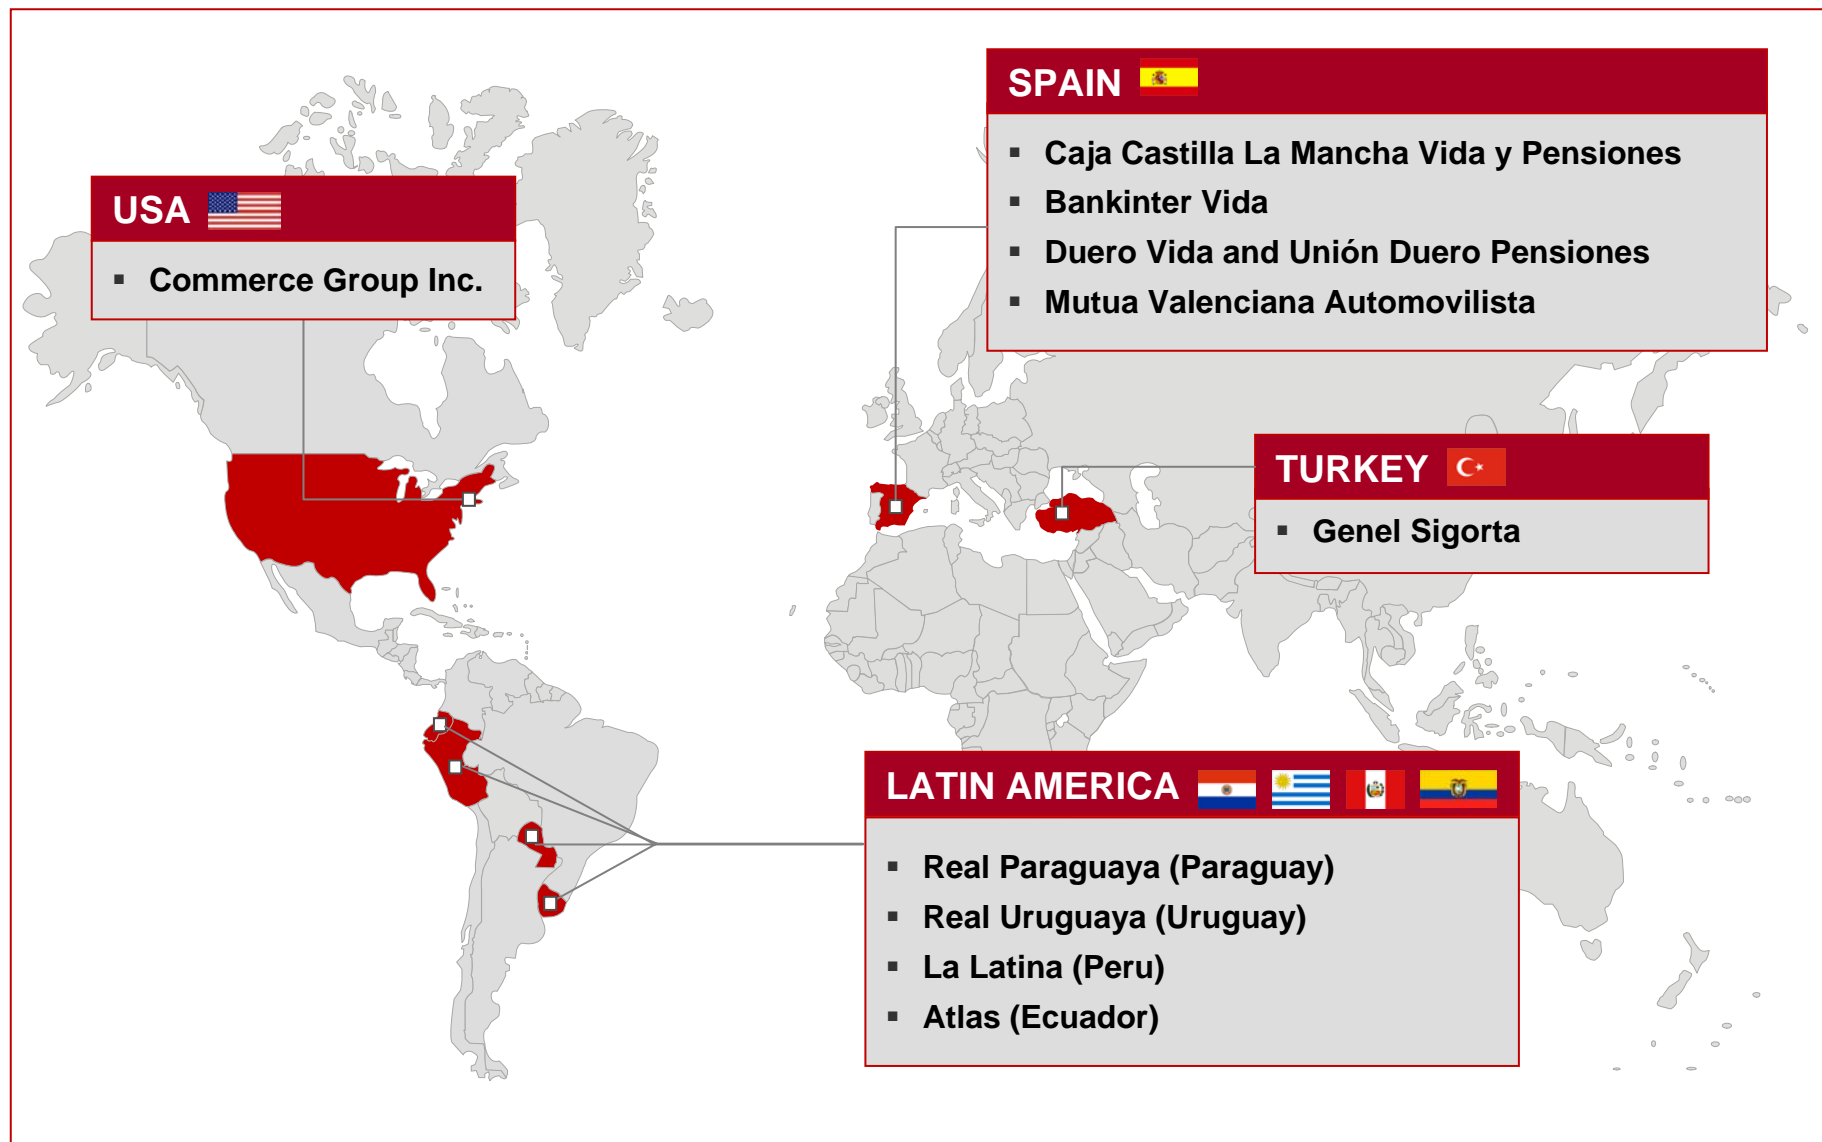 SPAIN
▪ Caja Castilla La Mancha Vida y Pensiones
▪ Bankinter Vida
▪ Duero Vida and Unión Duero Pensiones
▪ Mutua Valenciana Automovilista
USA
▪ Commerce Group Inc.
TURKEY
▪ Genel Sigorta
LATIN AMERICA
▪ Real Paraguaya (Paraguay)
▪ Real Uruguaya (Uruguay)
▪ La Latina (Peru)
▪ Atlas (Ecuador)